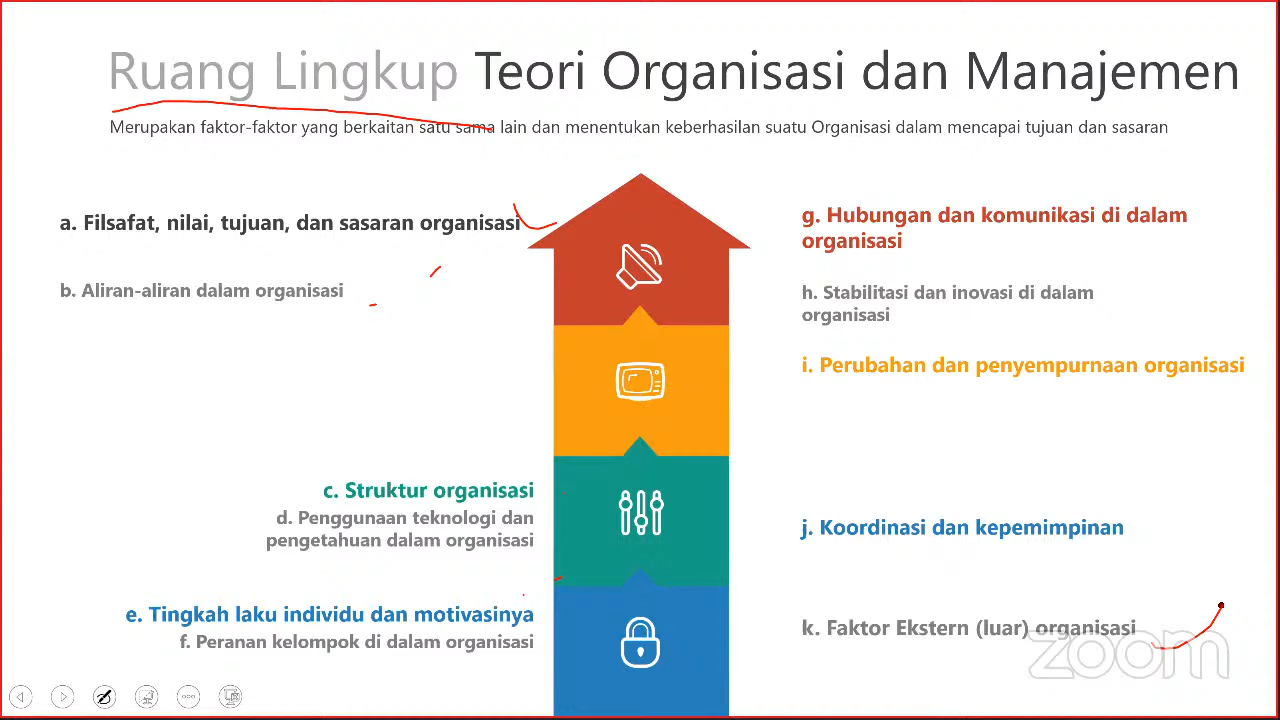 Ruang Lingkup Teori Organisasi dan Manajemen
Merupakan faktor-faktor yang berkaitan satu sama lain dan menentukan keberhasilan suatu Organisasi dalam mencapai tujuan dan sasaran
a. Filsafat, nilai, tujuan, dan sasaran organisasi
b. Aliran-aliran dalam organisasi
c. Struktur organisasi
d. Penggunaan teknologi dan
pengetahuan dalam organisasi
e. Tingkah laku individu dan motivasinya
f. Peranan kelompok di dalam organisasi
g. Hubungan dan komunikasi di dalam
organisasi
h. Stabilitasi dan inovasi di dalam
organisasi
i. Perubahan dan penyempurnaan organisasi
j. Koordinasi dan kepemimpinan
k. Faktor Ekstern (luar) organisasi
zoom